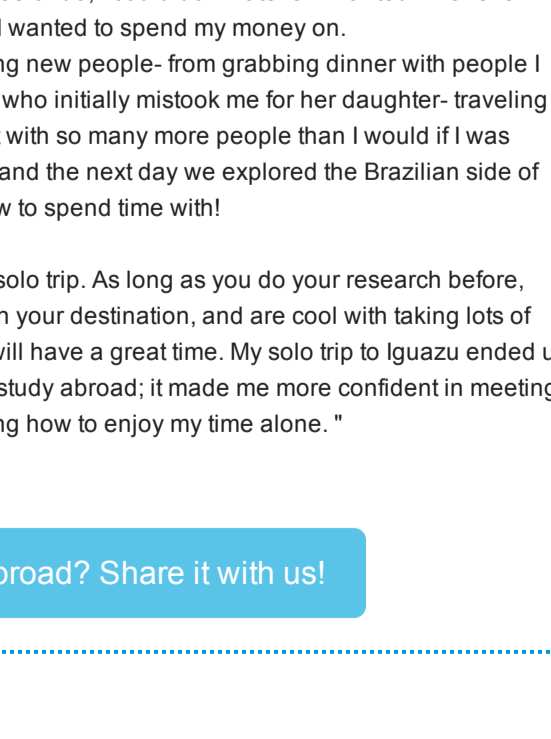 I wanted to spend my money on.
ng new people- from grabbing dinner with people I
who initially mistook me for her daughter- traveling
with so many more people than I would if I was
and the next day we explored the Brazilian side of
w to spend time with!
solo trip. As long as you do your research before,
n your destination, and are cool with taking lots of
will have a great time. My solo trip to Iguazu ended u
study abroad; it made me more confident in meeting
ng how to enjoy my time alone. "
broad? Share it with us!